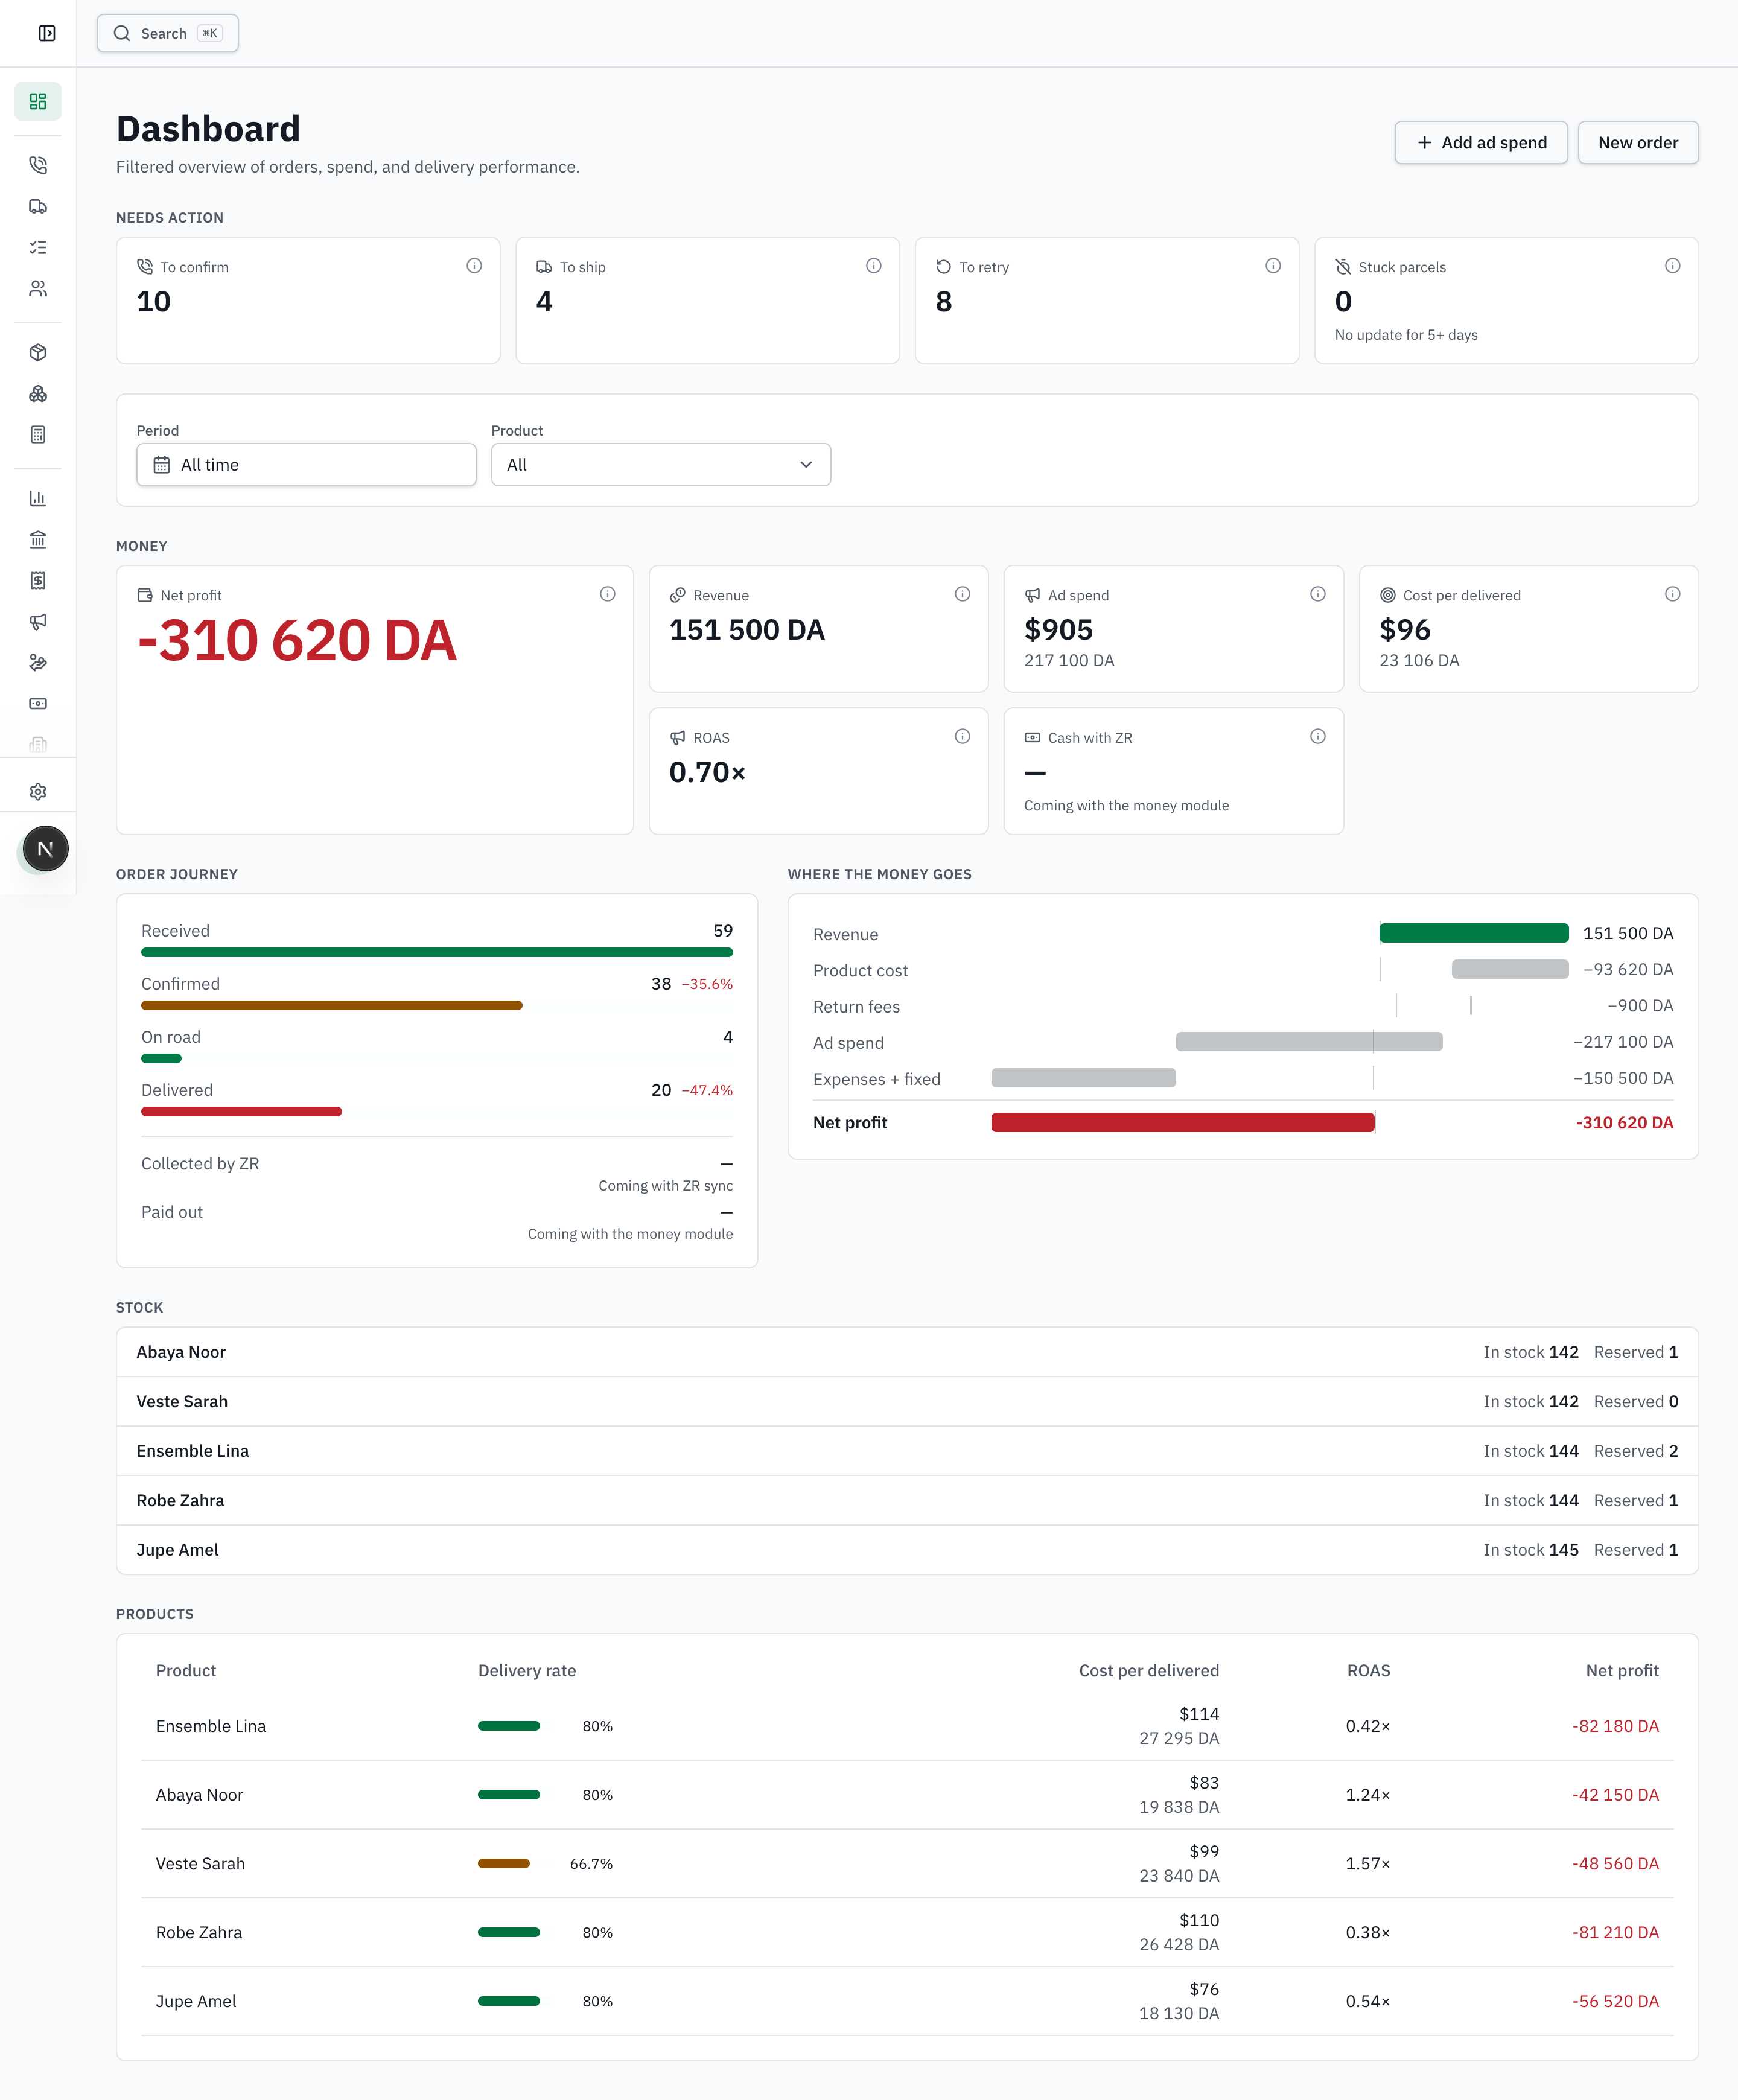 Search ⌘K
Dashboard
Filtered overview of orders, spend, and delivery performance.
+ Add ad spend
New order
NEEDS ACTION
To confirm
10
To ship
4
To retry
8
Stuck parcels
0
No update for 5+ days
Period
All time
Product
All
MONEY
Net profit
-310 620 DA
Revenue
151 500 DA
Ad spend
$905
217 100 DA
Cost per delivered
$96
23 106 DA
ROAS
0.70×
Cash with ZR
—
Coming with the money module
N
ORDER JOURNEY
Received 59
Confirmed 38 −35.6%
On road 4
Delivered 20 −47.4%
Collected by ZR —
Coming with ZR sync
Paid out —
Coming with the money module
WHERE THE MONEY GOES
Revenue 151 500 DA
Product cost −93 620 DA
Return fees −900 DA
Ad spend −217 100 DA
Expenses + fixed −150 500 DA
Net profit -310 620 DA
STOCK
Abaya Noor In stock 142 Reserved 1
Veste Sarah In stock 142 Reserved 0
Ensemble Lina In stock 144 Reserved 2
Robe Zahra In stock 144 Reserved 1
Jupe Amel In stock 145 Reserved 1
PRODUCTS
Product Delivery rate Cost per delivered ROAS Net profit
Ensemble Lina 80% $114 0.42× -82 180 DA
27 295 DA
Abaya Noor 80% $83 1.24× -42 150 DA
19 838 DA
Veste Sarah 66.7% $99 1.57× -48 560 DA
23 840 DA
Robe Zahra 80% $110 0.38× -81 210 DA
26 428 DA
Jupe Amel 80% $76 0.54× -56 520 DA
18 130 DA